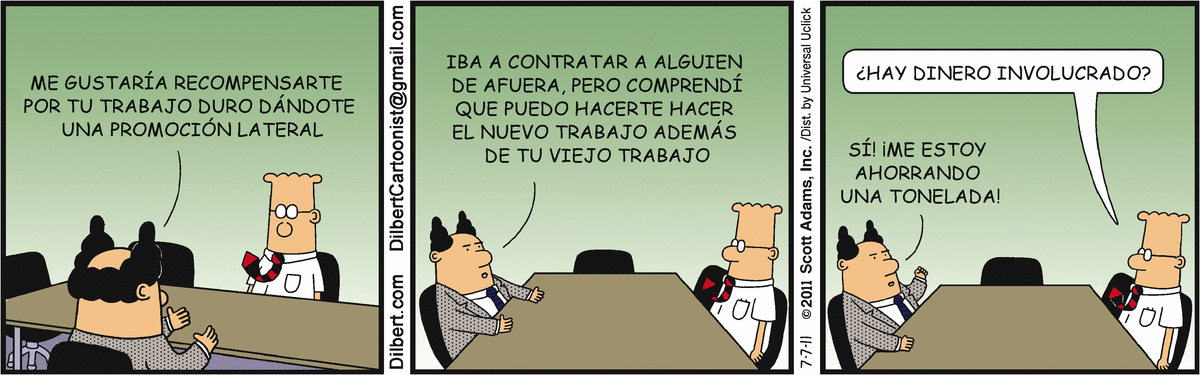 ME GUSTARÍA RECOMPENSARTE
POR TU TRABAJO DURO DÁNDOTE
UNA PROMOCIÓN LATERAL
Dilbert.com DilbertCartoonist@gmail.com
IBA A CONTRATAR A ALGUIEN
DE AFUERA, PERO COMPRENDÍ
QUE PUEDO HACERTE HACER
EL NUEVO TRABAJO ADEMÁS
DE TU VIEJO TRABAJO
7-7-11 ©2011 Scott Adams, Inc. /Dist. by Universal Uclick
¿HAY DINERO INVOLUCRADO?
SÍ! ¡ME ESTOY
AHORRANDO
UNA TONELADA!